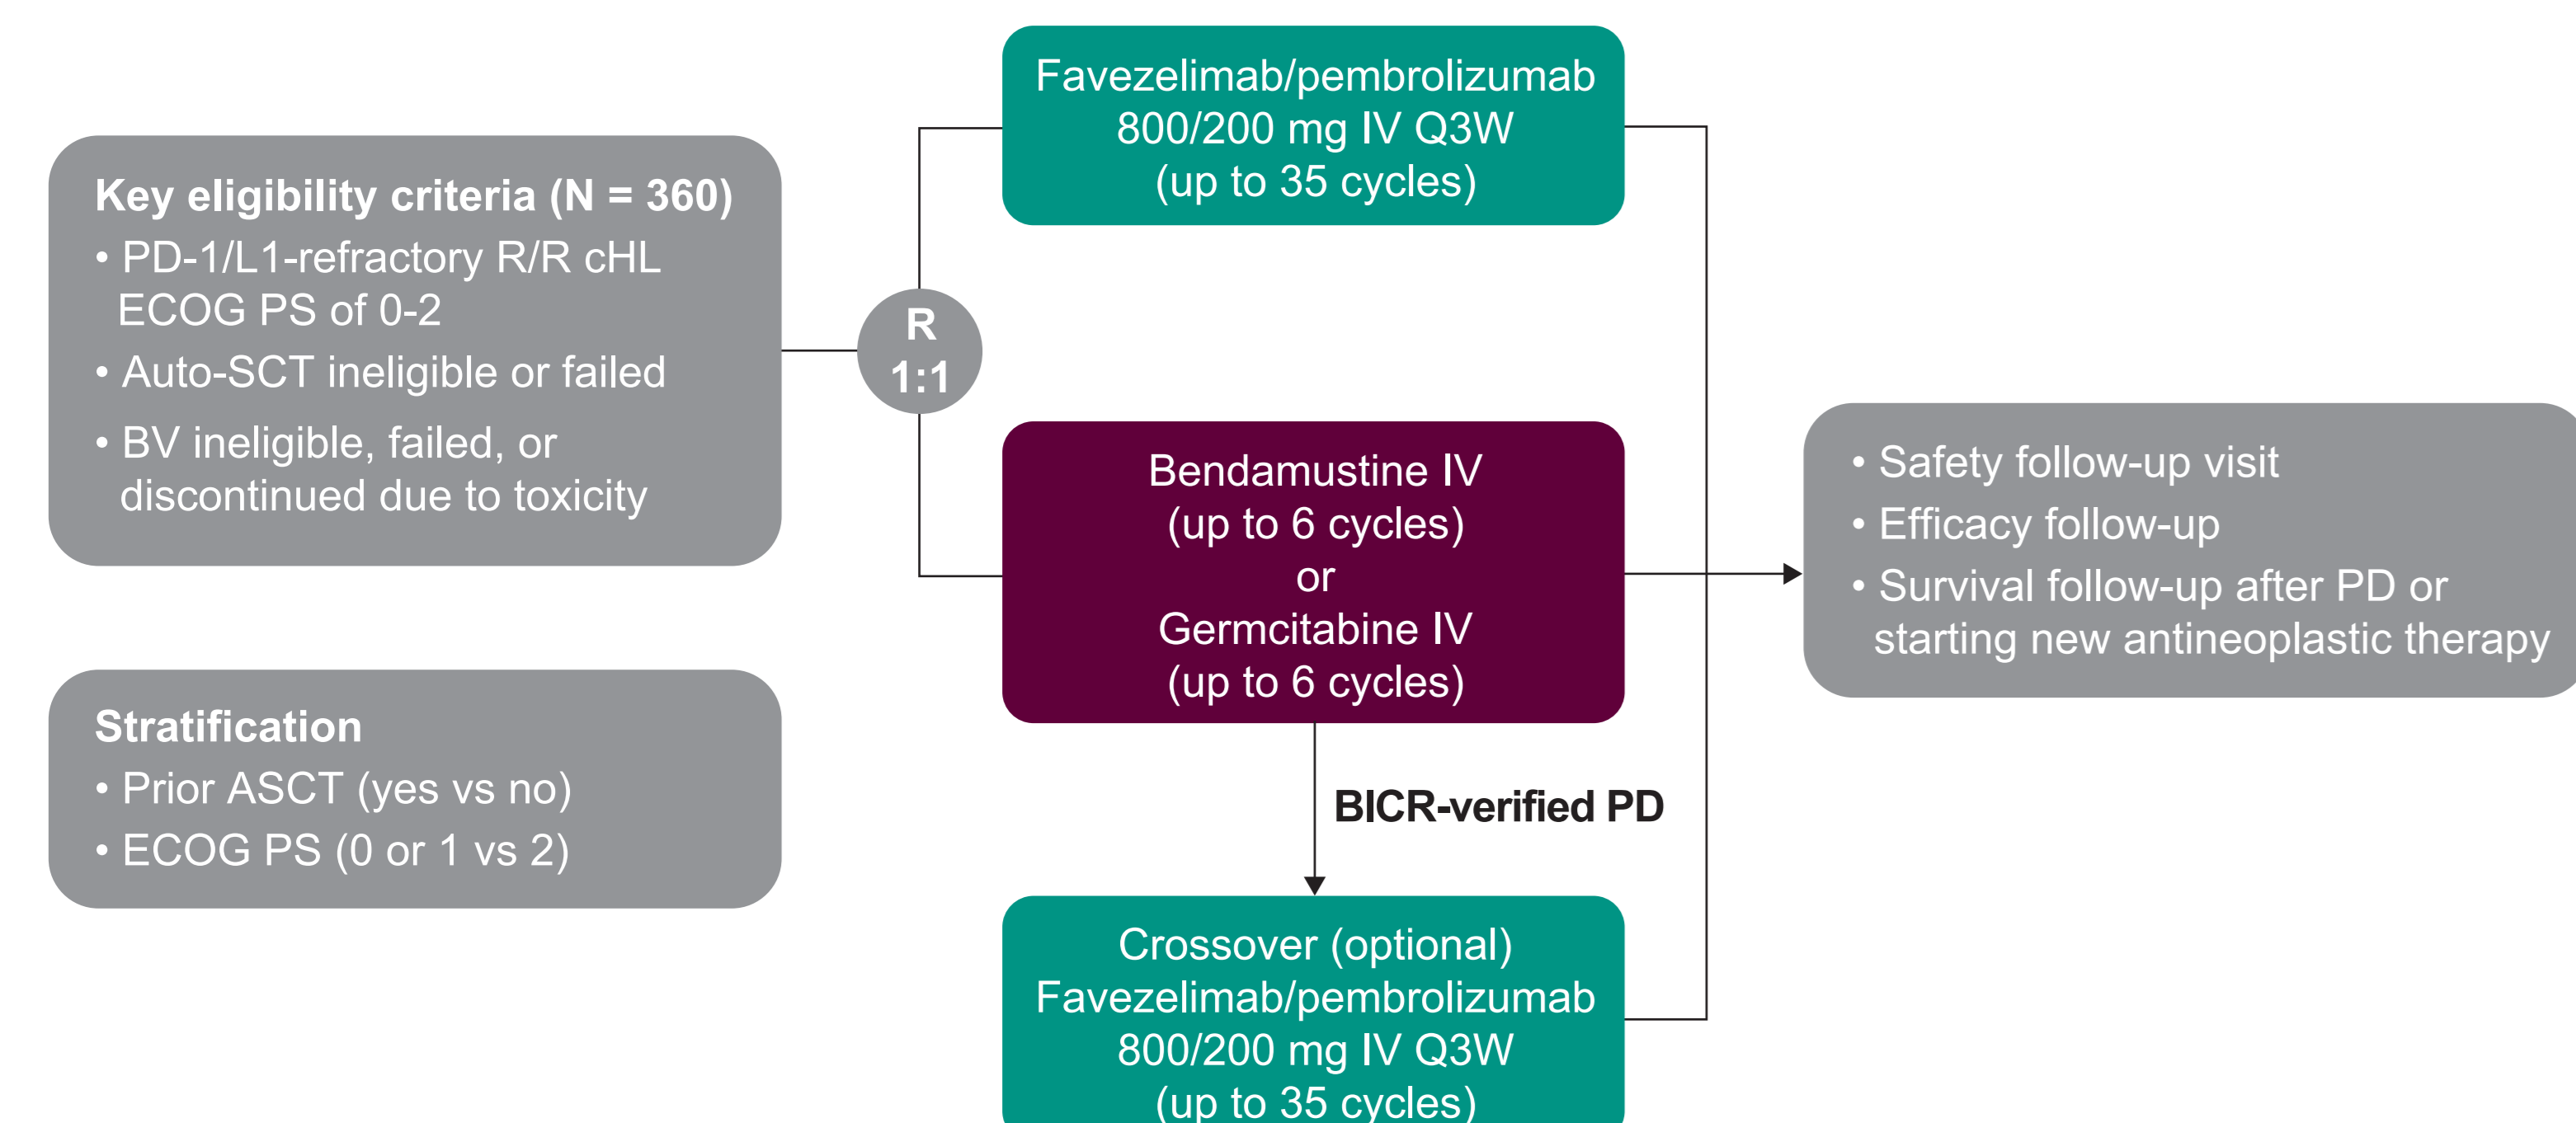 Key eligibility criteria (N = 360)
• PD-1/L1-refractory R/R cHL
ECOG PS of 0-2
• Auto-SCT ineligible or failed
• BV ineligible, failed, or
discontinued due to toxicity
Stratification
• Prior ASCT (yes vs no)
• ECOG PS (0 or 1 vs 2)
R
1:1
Favezelimab/pembrolizumab
800/200 mg IV Q3W
(up to 35 cycles)
Bendamustine IV
(up to 6 cycles)
or
Germcitabine IV
(up to 6 cycles)
BICR-verified PD
Crossover (optional)
Favezelimab/pembrolizumab
800/200 mg IV Q3W
(up to 35 cycles)
• Safety follow-up visit
• Efficacy follow-up
• Survival follow-up after PD or
starting new antineoplastic therapy